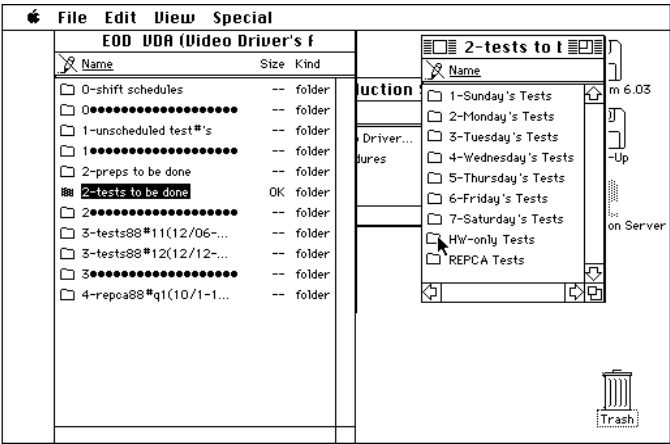 File Edit View Special
EOD VDA (Video Driver's f
Name Size Kind
0-shift schedules -- folder
0●●●●●●●●●●●●●●●●●● -- folder
1-unscheduled test#'s -- folder
1●●●●●●●●●●●●●●●●●● -- folder
2-preps to be done -- folder
2-tests to be done 0K folder
2●●●●●●●●●●●●●●●●●● -- folder
3-tests88#11(12/06-... -- folder
3-tests88#12(12/12-... -- folder
3●●●●●●●●●●●●●●●●●● -- folder
4-repca88#q1(10/1-1... -- folder
uction
Driver...
dures
2-tests to t
Name
1-Sunday's Tests
2-Monday's Tests
3-Tuesday's Tests
4-Wednesday's Tests
5-Thursday's Tests
6-Friday's Tests
7-Saturday's Tests
HW-only Tests
REPCA Tests
m 6.03
-Up
on Server
Trash